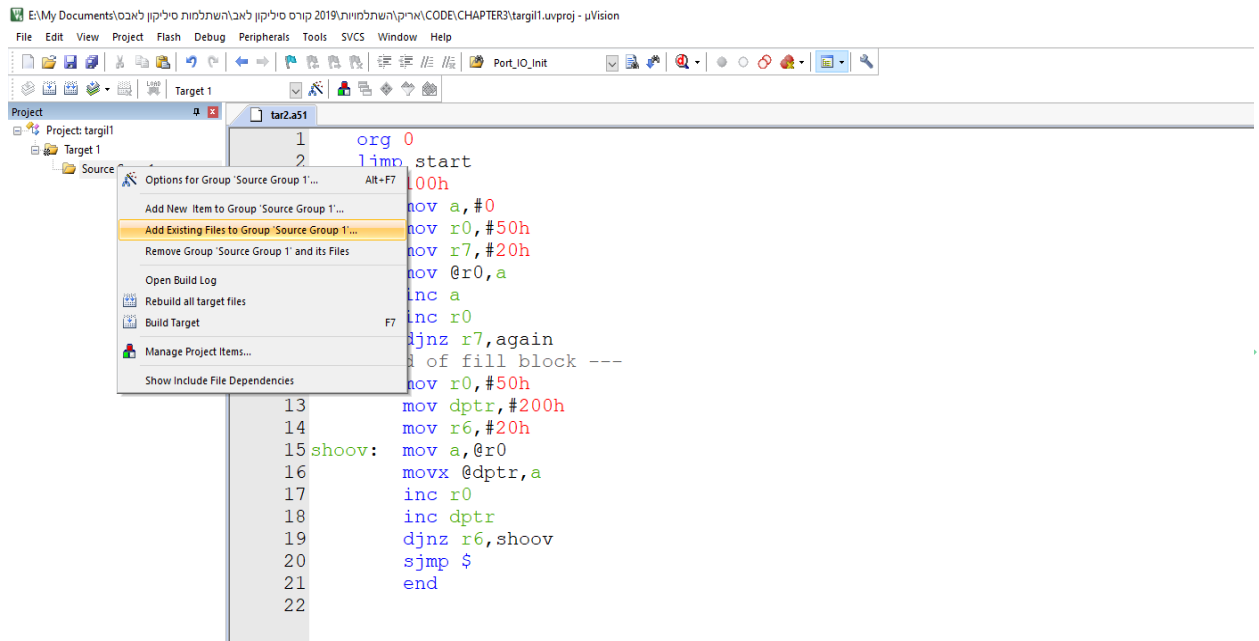 E:\My Documents\השתלמות סיליקון לאבס\קורס סיליקון לאב 2019\השתלמויות\אריק\CODE\CHAPTER3\targil1.uvproj - µVision
File Edit View Project Flash Debug Peripherals Tools SVCS Window Help
Port_IO_Init
LOAD Target 1
Project
tar2.a51
Project: targil1
Target 1
Source
Options for Group 'Source Group 1'... Alt+F7
Add New Item to Group 'Source Group 1'...
Add Existing Files to Group 'Source Group 1'...
Remove Group 'Source Group 1' and its Files
Open Build Log
Rebuild all target files
Build Target F7
Manage Project Items...
Show Include File Dependencies
1 org 0
2 ljmp start
100h
mov a,#0
mov r0,#50h
mov r7,#20h
mov @r0,a
inc a
inc r0
djnz r7,again
d of fill block ---
mov r0,#50h
13 mov dptr,#200h
14 mov r6,#20h
15 shoov: mov a,@r0
16 movx @dptr,a
17 inc r0
18 inc dptr
19 djnz r6,shoov
20 sjmp $
21 end
22